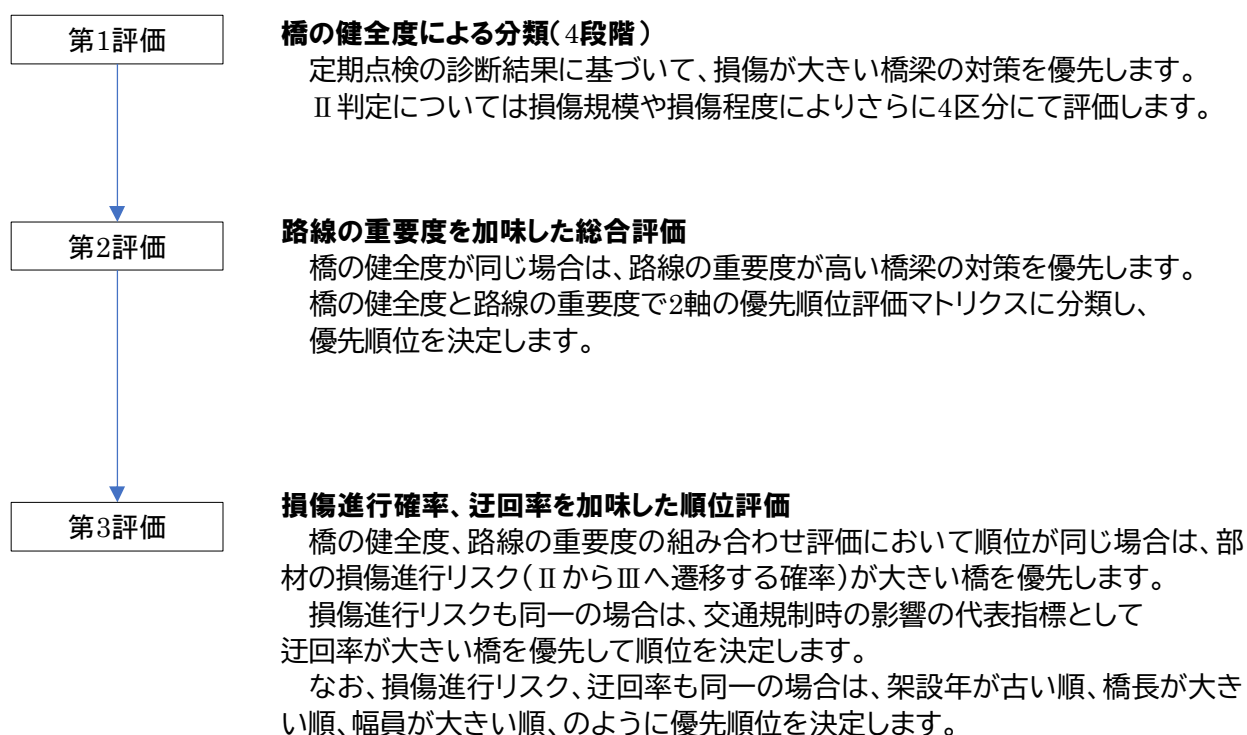 第1評価
橋の健全度による分類(4段階)
定期点検の診断結果に基づいて、損傷が大きい橋梁の対策を優先します。
Ⅱ判定については損傷規模や損傷程度によりさらに4区分にて評価します。
第2評価
路線の重要度を加味した総合評価
橋の健全度が同じ場合は、路線の重要度が高い橋梁の対策を優先します。
橋の健全度と路線の重要度で2軸の優先順位評価マトリクスに分類し、
優先順位を決定します。
第3評価
損傷進行確率、迂回率を加味した順位評価
橋の健全度、路線の重要度の組み合わせ評価において順位が同じ場合は、部
材の損傷進行リスク(ⅡからⅢへ遷移する確率)が大きい橋を優先します。
損傷進行リスクも同一の場合は、交通規制時の影響の代表指標として
迂回率が大きい橋を優先して順位を決定します。
なお、損傷進行リスク、迂回率も同一の場合は、架設年が古い順、橋長が大き
い順、幅員が大きい順、のように優先順位を決定します。